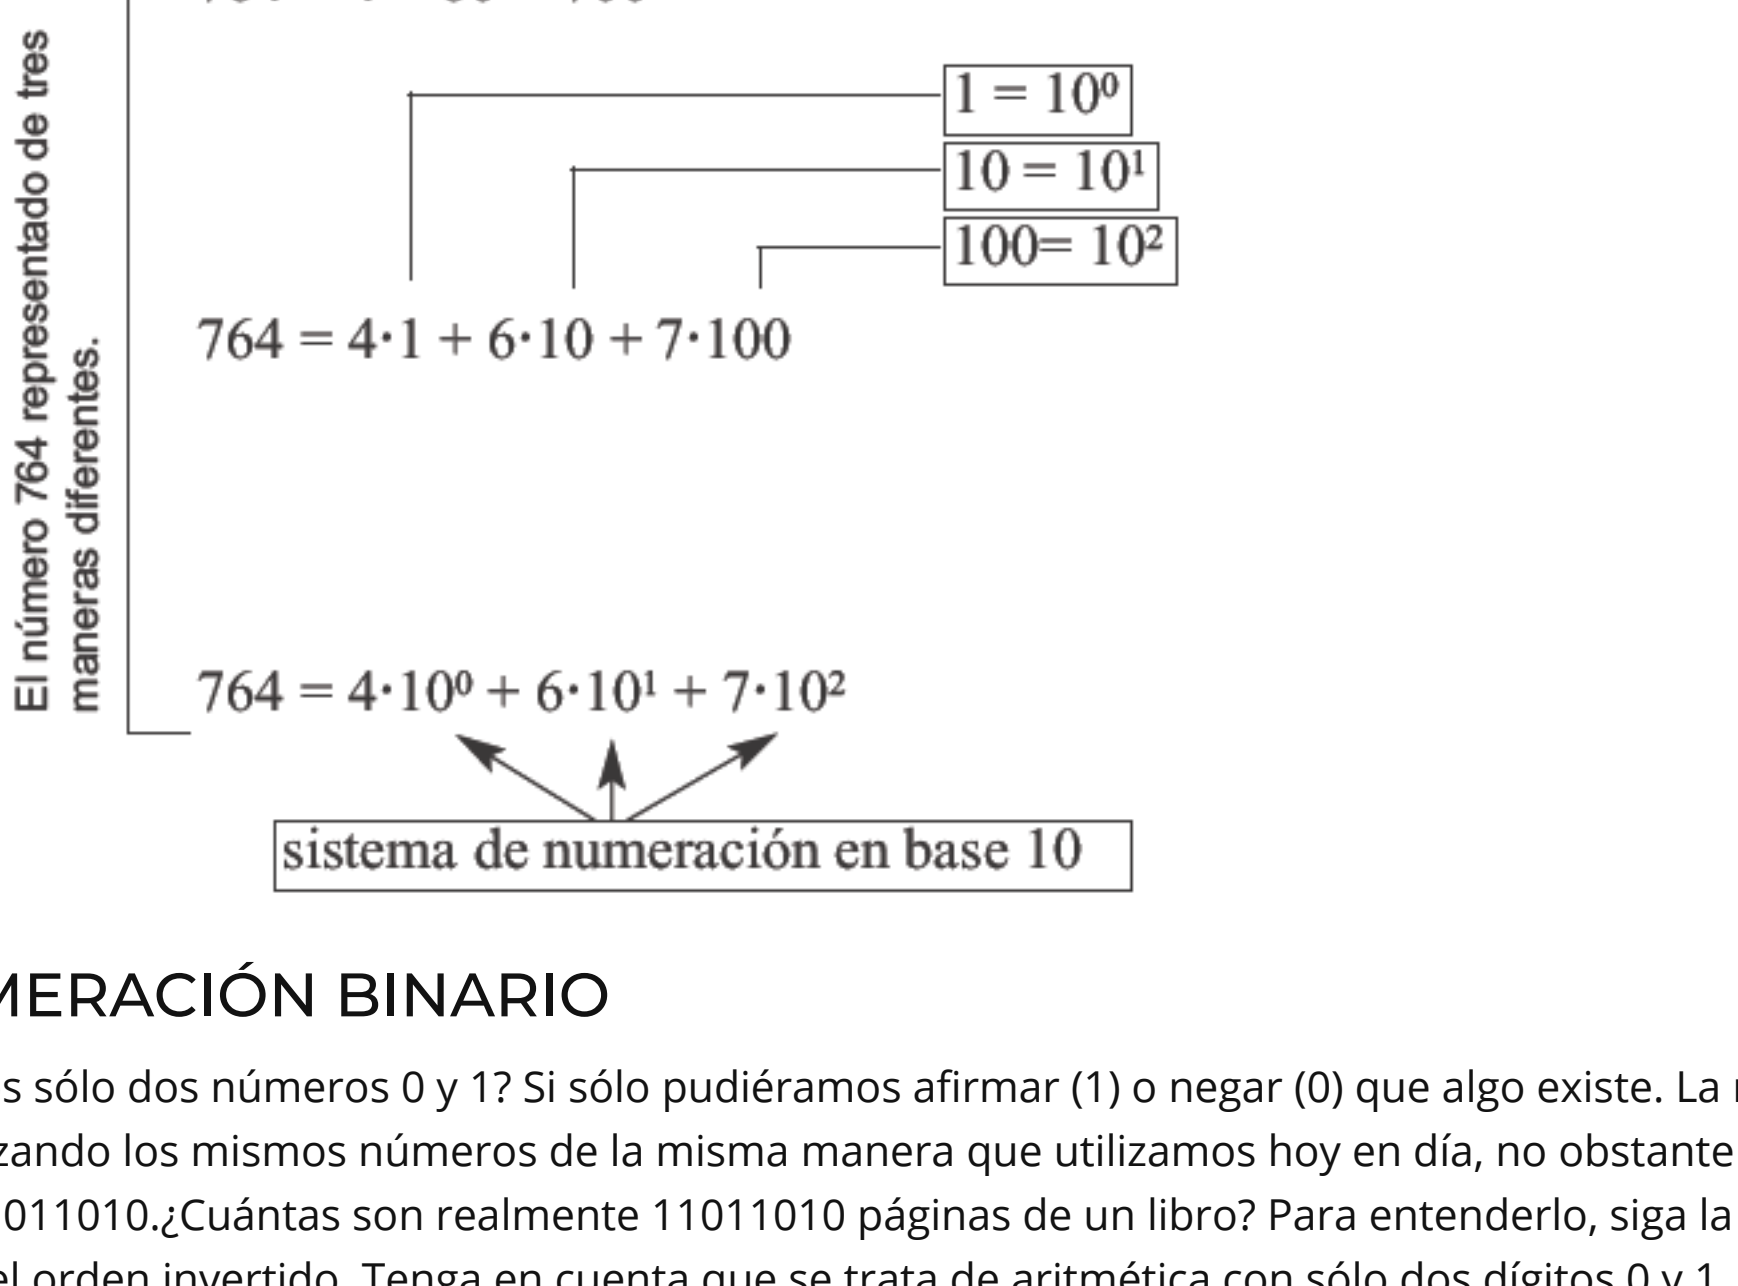 El número 764 representado de tres
maneras diferentes.
1 = 10⁰
10 = 10¹
100= 10²
764 = 4·1 + 6·10 + 7·100
764 = 4·10⁰ + 6·10¹ + 7·10²
sistema de numeración en base 10
MERACIÓN BINARIO
s sólo dos números 0 y 1? Si sólo pudiéramos afirmar (1) o negar (0) que algo existe. La
zando los mismos números de la misma manera que utilizamos hoy en día, no obstante
011010.¿Cuántas son realmente 11011010 páginas de un libro? Para entenderlo, siga la
el orden invertido. Tenga en cuenta que se trata de aritmética con sólo dos dígitos 0 y 1